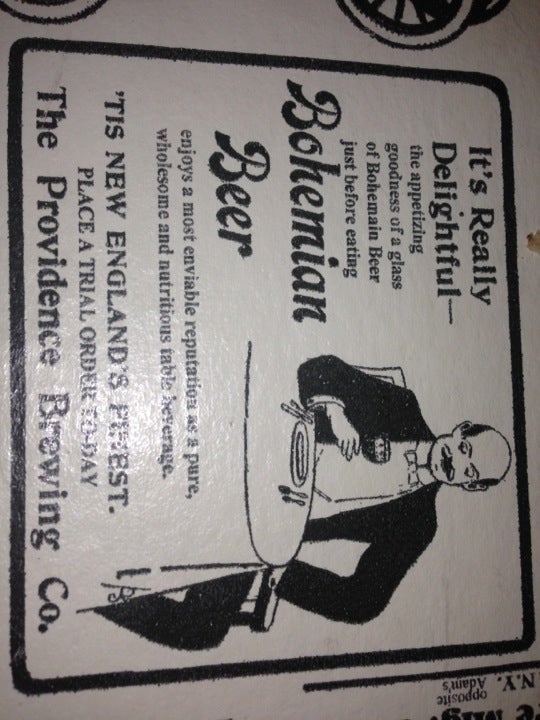 It's Really
Delightful—
the appetizing
goodness of a glass
of Bohemain Beer
just before eating
Bohemian
Beer
enjoys a most enviable reputation as a pure,
wholesome and nutritious table beverage.
'TIS NEW ENGLAND'S FINEST.
PLACE A TRIAL ORDER TO-DAY
The Providence Brewing Co.
opposite Adam's
N.Y.